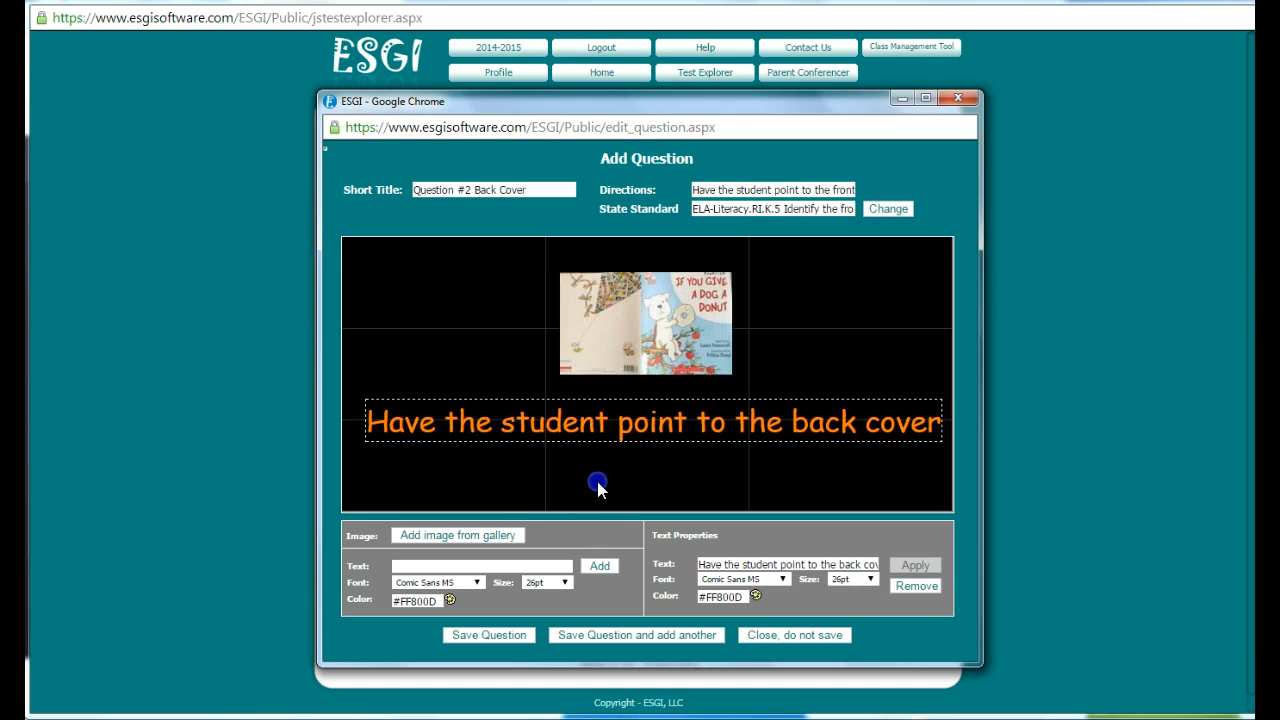 https://www.esgisoftware.com/ESGI/Public/jstestexplorer.aspx
ESGI
2014-2015 Logout Help Contact Us Class Management Tool
Profile Home Test Explorer Parent Conferencer
ESGI - Google Chrome
https://www.esgisoftware.com/ESGI/Public/edit_question.aspx
Add Question
Short Title: Question #2 Back Cover Directions: Have the student point to the front
State Standard ELA-Literacy.RI.K.5 Identify the fro Change
IF YOU GIVE
A DOG A
DONUT
Have the student point to the back cover
Image: Add image from gallery Text Properties
Text: Add Text: Have the student point to the back cov Apply
Font: Comic Sans MS Size: 26pt Font: Comic Sans MS Size: 26pt Remove
Color: #FF800D Color: #FF800D
Save Question Save Question and add another Close, do not save
Copyright - ESGI, LLC